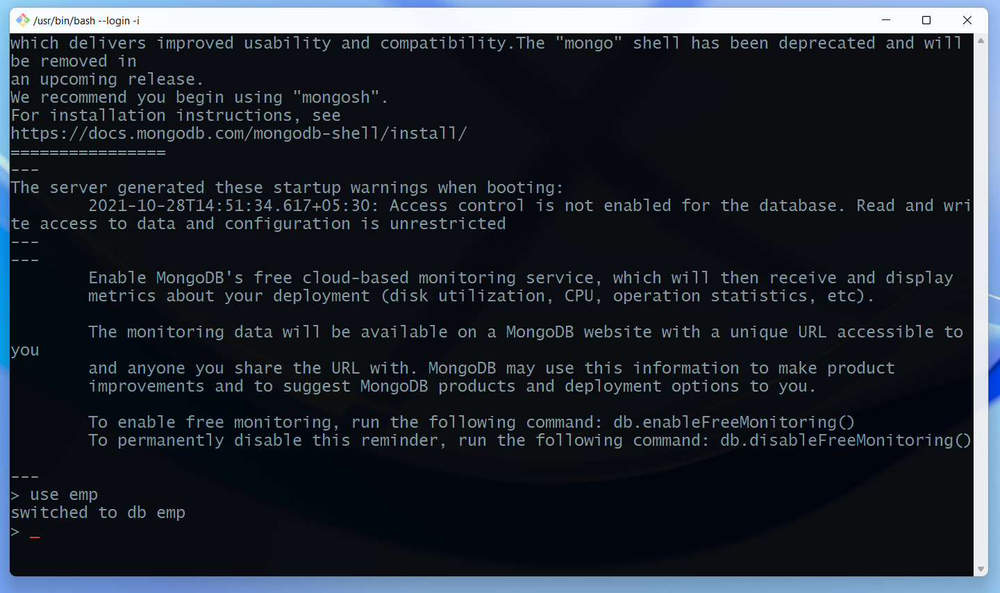 /usr/bin/bash --login -i
which delivers improved usability and compatibility.The "mongo" shell has been deprecated and will
be removed in
an upcoming release.
We recommend you begin using "mongosh".
For installation instructions, see
https://docs.mongodb.com/mongodb-shell/install/
================
---
The server generated these startup warnings when booting:
        2021-10-28T14:51:34.617+05:30: Access control is not enabled for the database. Read and wri
te access to data and configuration is unrestricted
---
---
        Enable MongoDB's free cloud-based monitoring service, which will then receive and display
        metrics about your deployment (disk utilization, CPU, operation statistics, etc).

        The monitoring data will be available on a MongoDB website with a unique URL accessible to
you
        and anyone you share the URL with. MongoDB may use this information to make product
        improvements and to suggest MongoDB products and deployment options to you.

        To enable free monitoring, run the following command: db.enableFreeMonitoring()
        To permanently disable this reminder, run the following command: db.disableFreeMonitoring()

---
> use emp
switched to db emp
> _